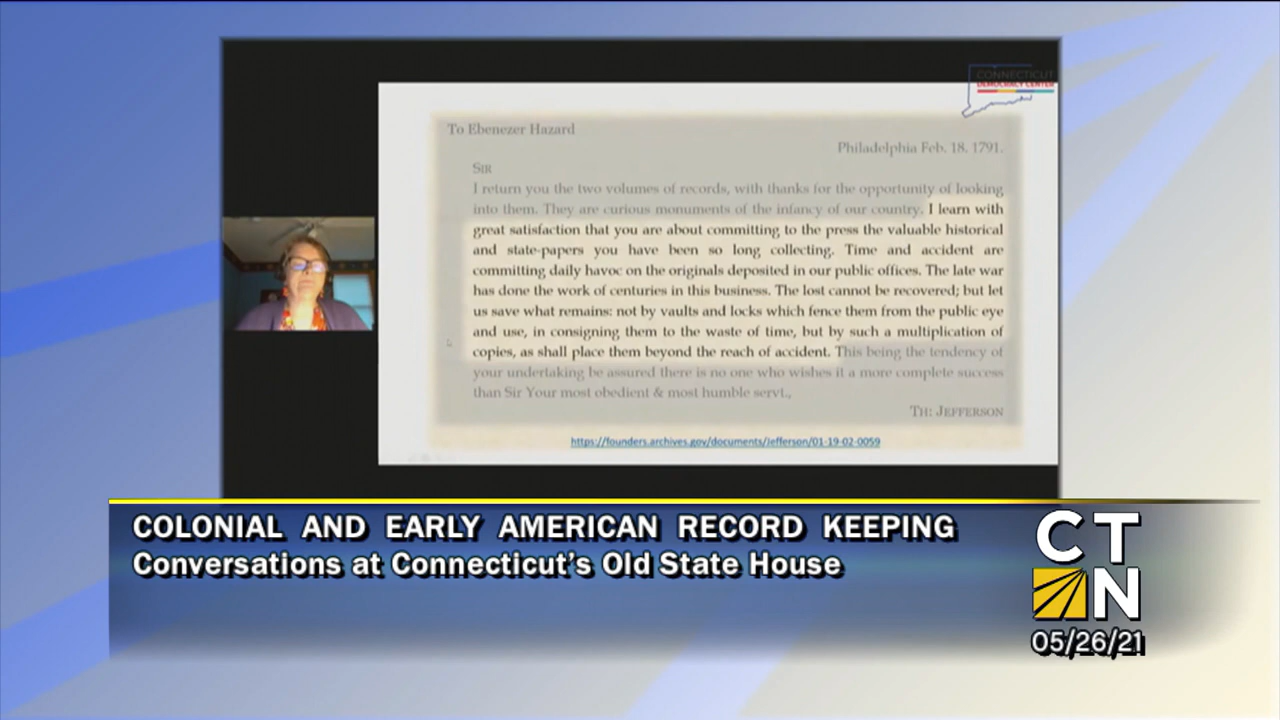 CONNECTICUT
DEMOCRACY CENTER
To Ebenezer Hazard
Philadelphia Feb. 18. 1791.
SIR
I return you the two volumes of records, with thanks for the opportunity of looking
into them. They are curious monuments of the infancy of our country. I learn with
great satisfaction that you are about committing to the press the valuable historical
and state-papers you have been so long collecting. Time and accident are
committing daily havoc on the originals deposited in our public offices. The late war
has done the work of centuries in this business. The lost cannot be recovered; but let
us save what remains: not by vaults and locks which fence them from the public eye
and use, in consigning them to the waste of time, but by such a multiplication of
copies, as shall place them beyond the reach of accident. This being the tendency of
your undertaking be assured there is no one who wishes it a more complete success
than Sir Your most obedient & most humble servt.,
TH: JEFFERSON
https://founders.archives.gov/documents/Jefferson/01-19-02-0059
COLONIAL AND EARLY AMERICAN RECORD KEEPING
Conversations at Connecticut's Old State House
CT
N
05/26/21